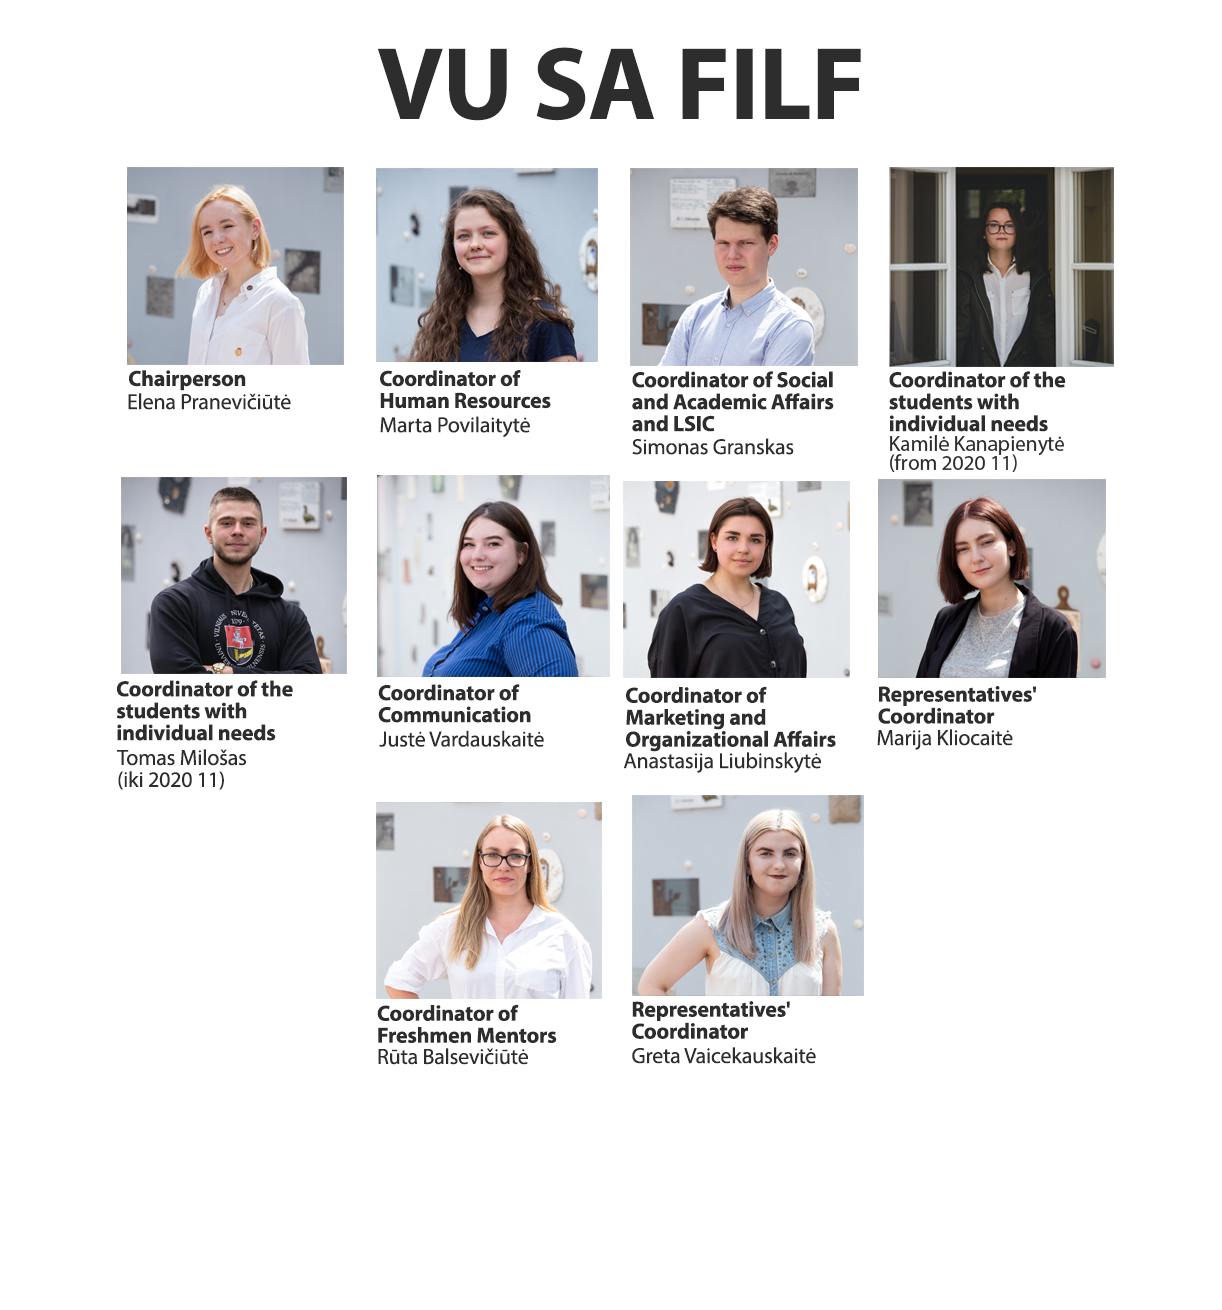 VU SA FILF
Chairperson
Elena Pranevičiūtė
Coordinator of
Human Resources
Marta Povilaitytė
Coordinator of Social
and Academic Affairs
and LSIC
Simonas Granskas
Coordinator of the
students with
individual needs
Kamilė Kanapienytė
(from 2020 11)
Coordinator of the
students with
individual needs
Tomas Milošas
(iki 2020 11)
Coordinator of
Communication
Justė Vardauskaitė
Coordinator of
Marketing and
Organizational Affairs
Anastasija Liubinskytė
Representatives'
Coordinator
Marija Kliocaitė
Coordinator of
Freshmen Mentors
Rūta Balsevičiūtė
Representatives'
Coordinator
Greta Vaicekauskaitė